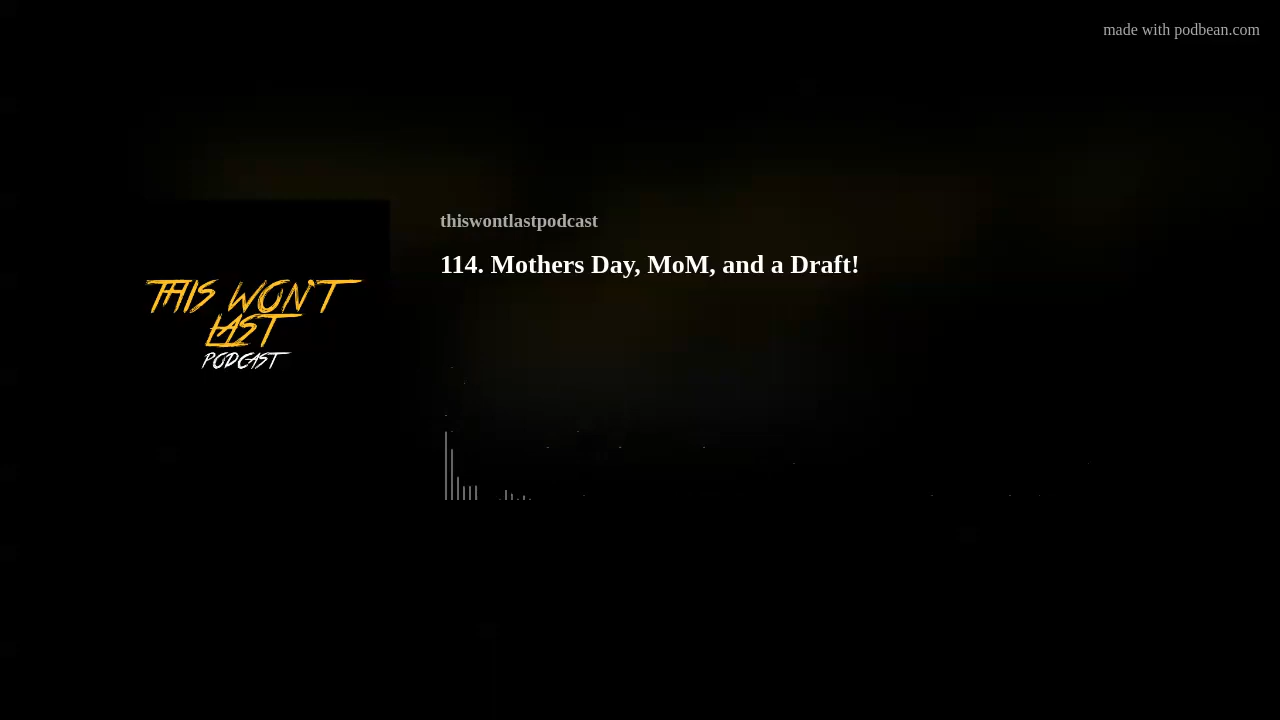 made with podbean.com
thiswontlastpodcast
114. Mothers Day, MoM, and a Draft!
THIS WON'T
LAST
PODCAST